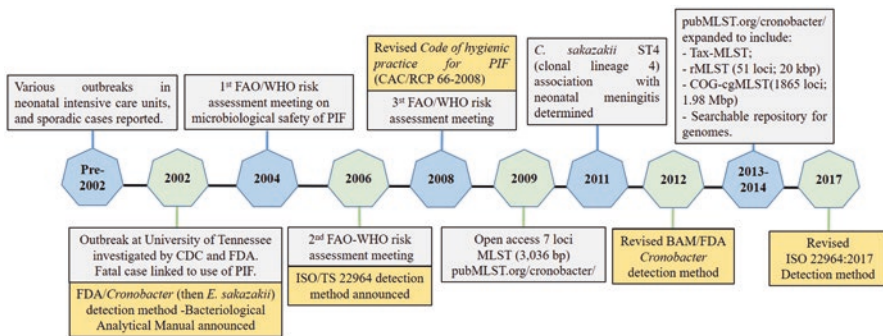 Various outbreaks in
neonatal intensive care units,
and sporadic cases reported.
1st FAO/WHO risk
assessment meeting on
microbiological safety of PIF
Revised Code of hygienic
practice for PIF
(CAC/RCP 66-2008)
3rd FAO/WHO risk
assessment meeting
C. sakazakii ST4
(clonal lineage 4)
association with
neonatal meningitis
determined
pubMLST.org/cronobacter/
expanded to include:
- Tax-MLST;
- rMLST (51 loci; 20 kbp)
- COG-cgMLST(1865 loci;
1.98 Mbp)
- Searchable repository for
genomes.
Pre-
2002
2002
2004
2006
2008
2009
2011
2012
2013-
2014
2017
Outbreak at University of Tennessee
investigated by CDC and FDA.
Fatal case linked to use of PIF.
FDA/Cronobacter (then E. sakazakii)
detection method -Bacteriological
Analytical Manual announced
2nd FAO-WHO risk
assessment meeting
ISO/TS 22964 detection
method announced
Open access 7 loci
MLST (3,036 bp)
pubMLST.org/cronobacter/
Revised BAM/FDA
Cronobacter
detection method
Revised
ISO 22964:2017
Detection method